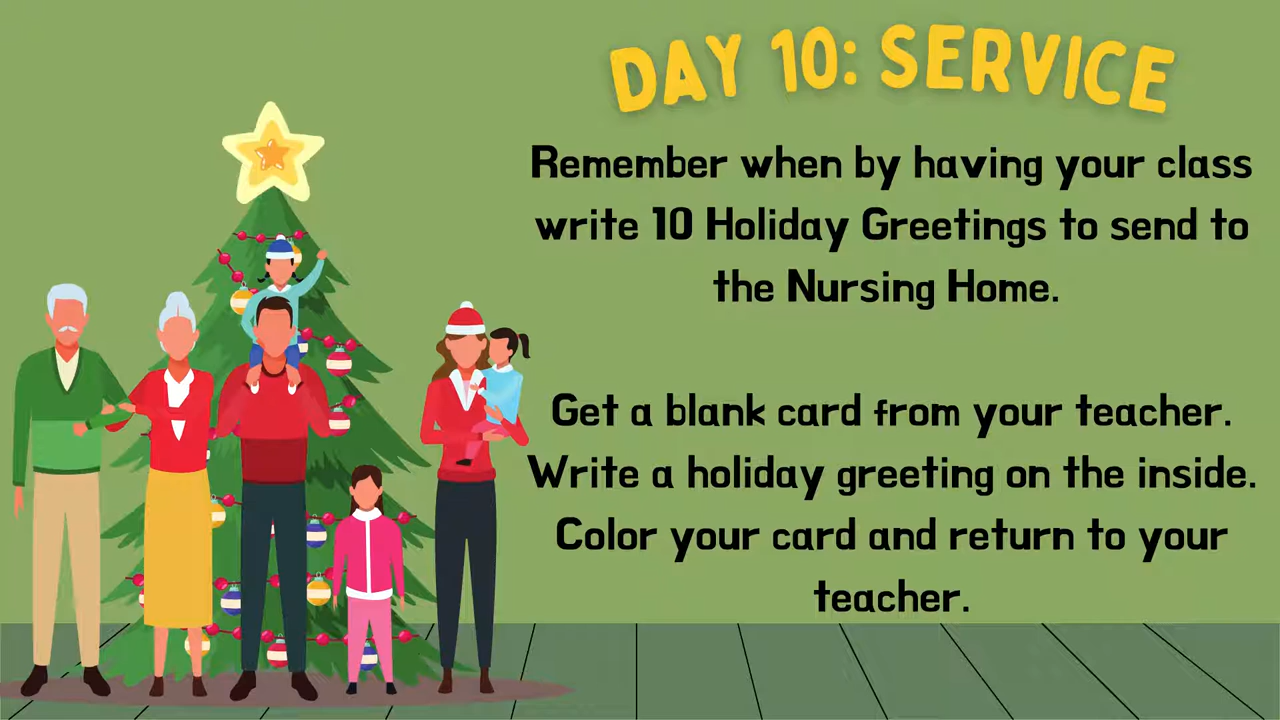 DAY 10: SERVICE
Remember when by having your class
write 10 Holiday Greetings to send to
the Nursing Home.
Get a blank card from your teacher.
Write a holiday greeting on the inside.
Color your card and return to your
teacher.